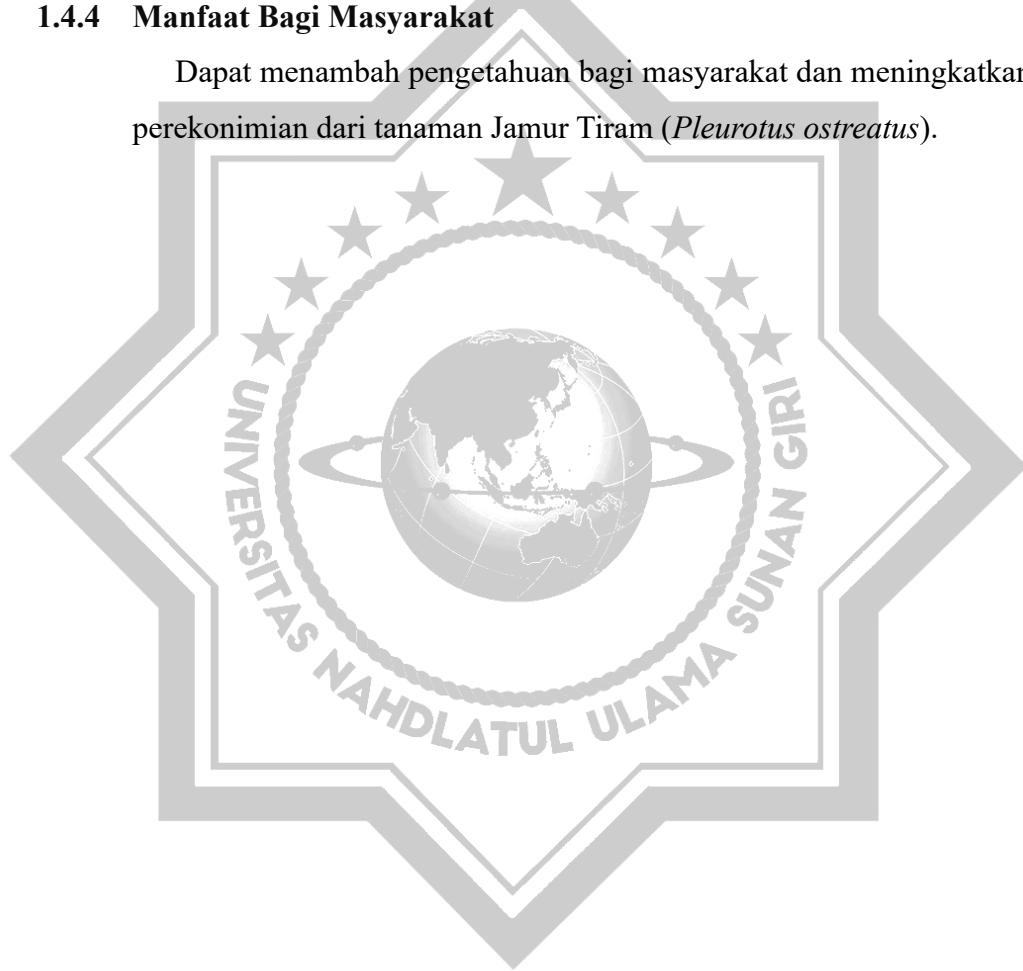 1.4.4 Manfaat Bagi Masyarakat
Dapat menambah pengetahuan bagi masyarakat dan meningkatkan
perekonimian dari tanaman Jamur Tiram (Pleurotus ostreatus).
UNIVERSITAS NAHDLATUL ULAMA SUNAN GIRI